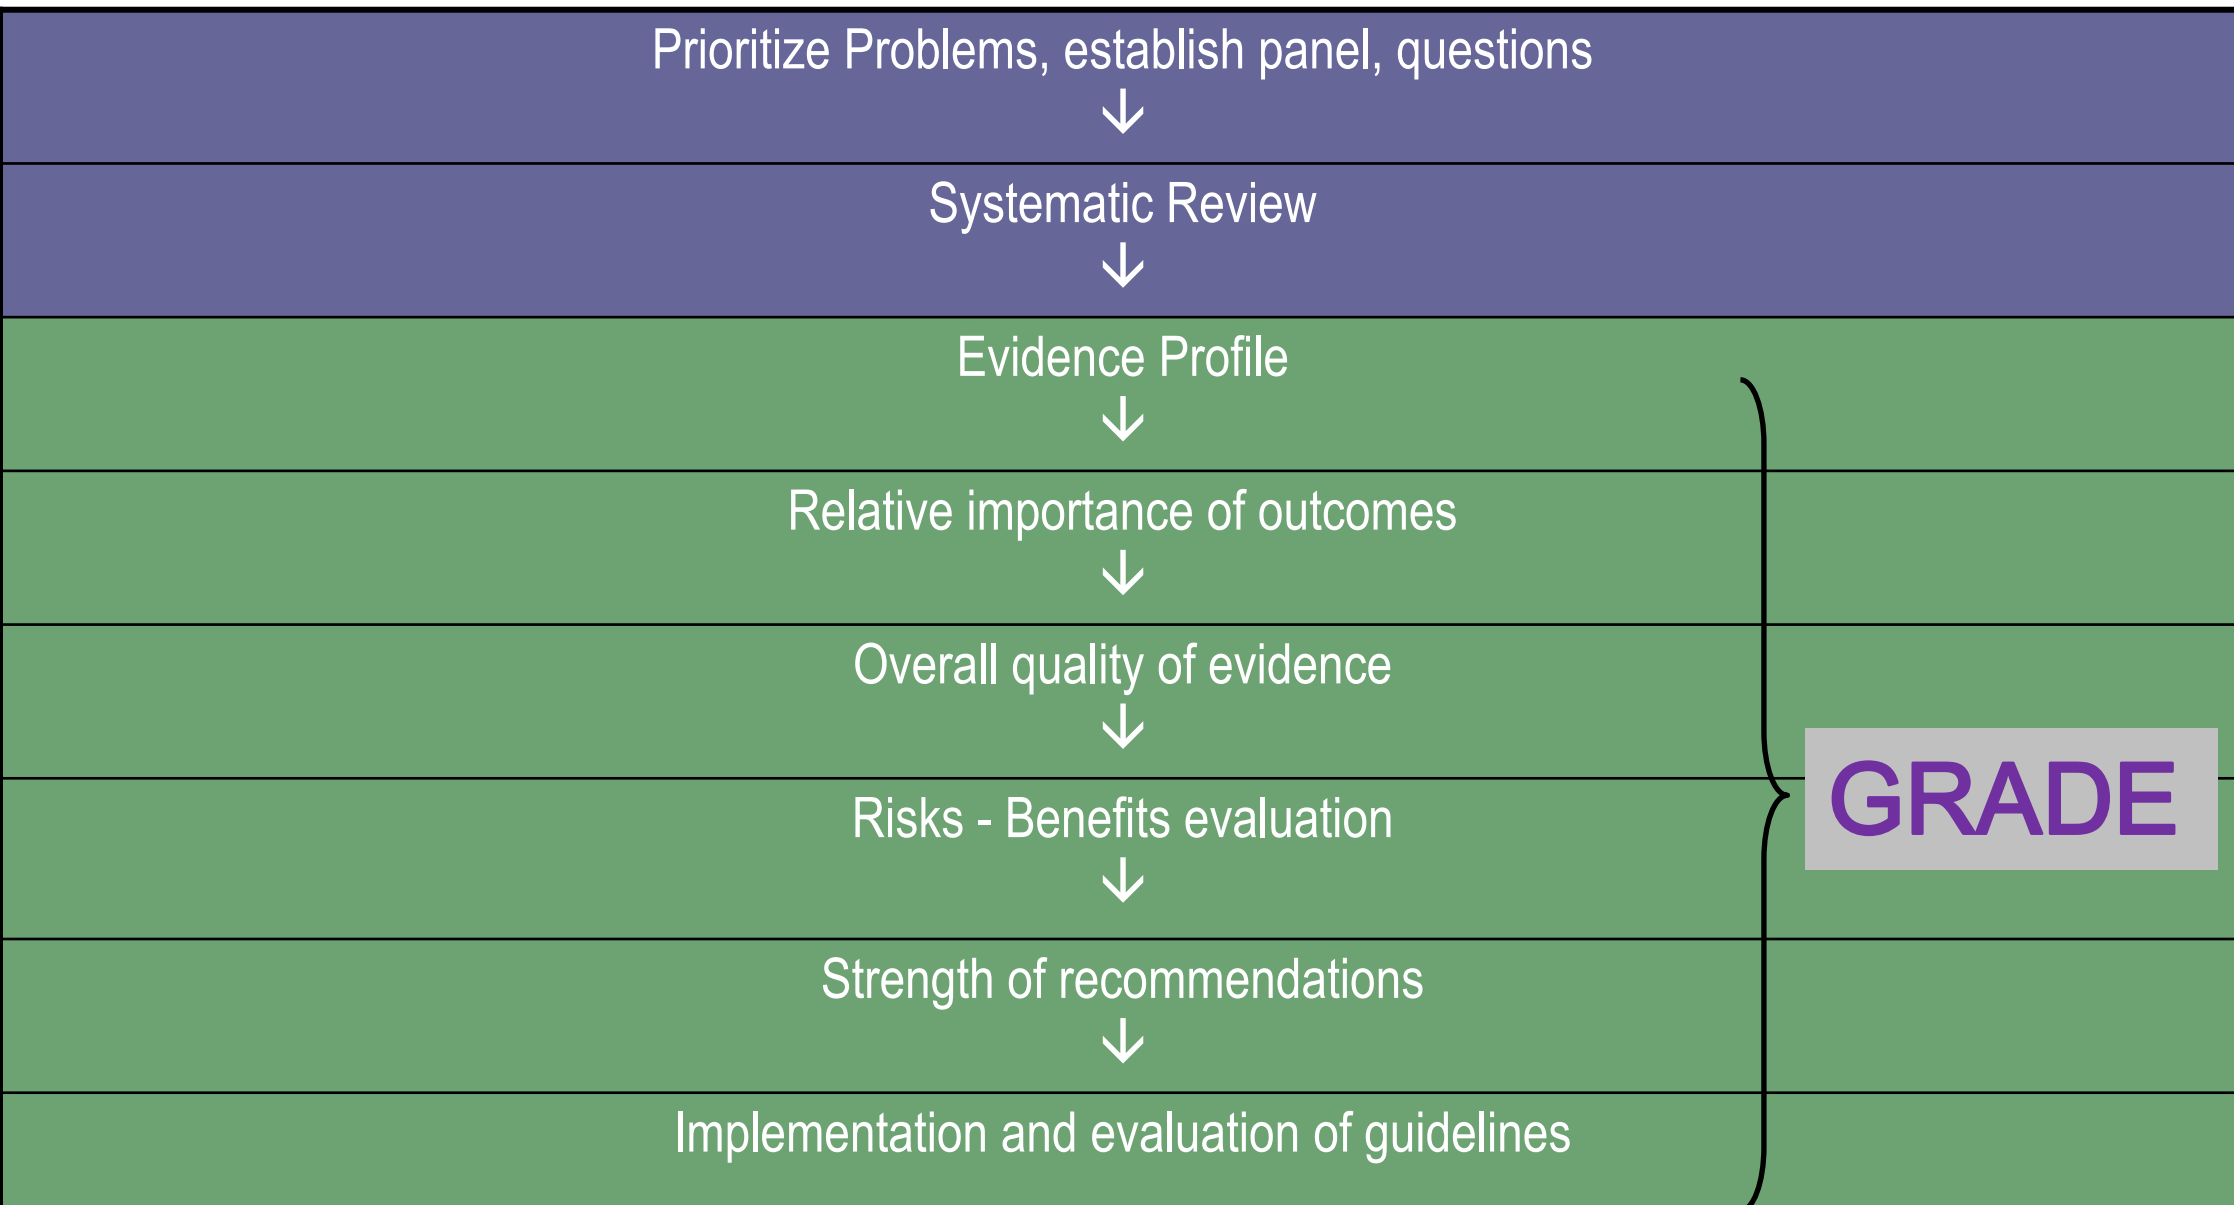 Prioritize Problems, establish panel, questions
↓
Systematic Review
↓
Evidence Profile
↓
Relative importance of outcomes
↓
Overall quality of evidence
↓
Risks - Benefits evaluation
↓
GRADE
Strength of recommendations
↓
Implementation and evaluation of guidelines